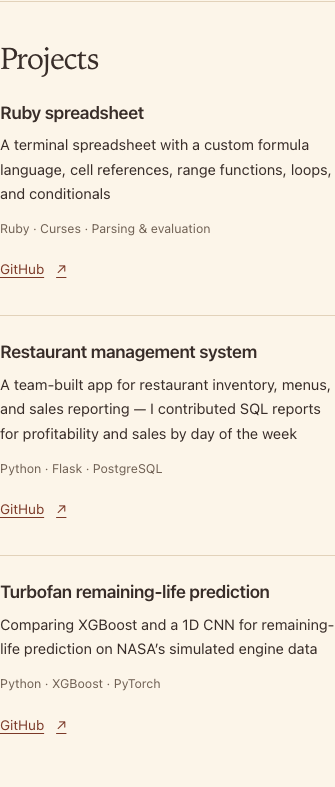 Projects
Ruby spreadsheet
A terminal spreadsheet with a custom formula
language, cell references, range functions, loops,
and conditionals
Ruby · Curses · Parsing & evaluation
GitHub ↗
Restaurant management system
A team-built app for restaurant inventory, menus,
and sales reporting — I contributed SQL reports
for profitability and sales by day of the week
Python · Flask · PostgreSQL
GitHub ↗
Turbofan remaining-life prediction
Comparing XGBoost and a 1D CNN for remaining-
life prediction on NASA's simulated engine data
Python · XGBoost · PyTorch
GitHub ↗